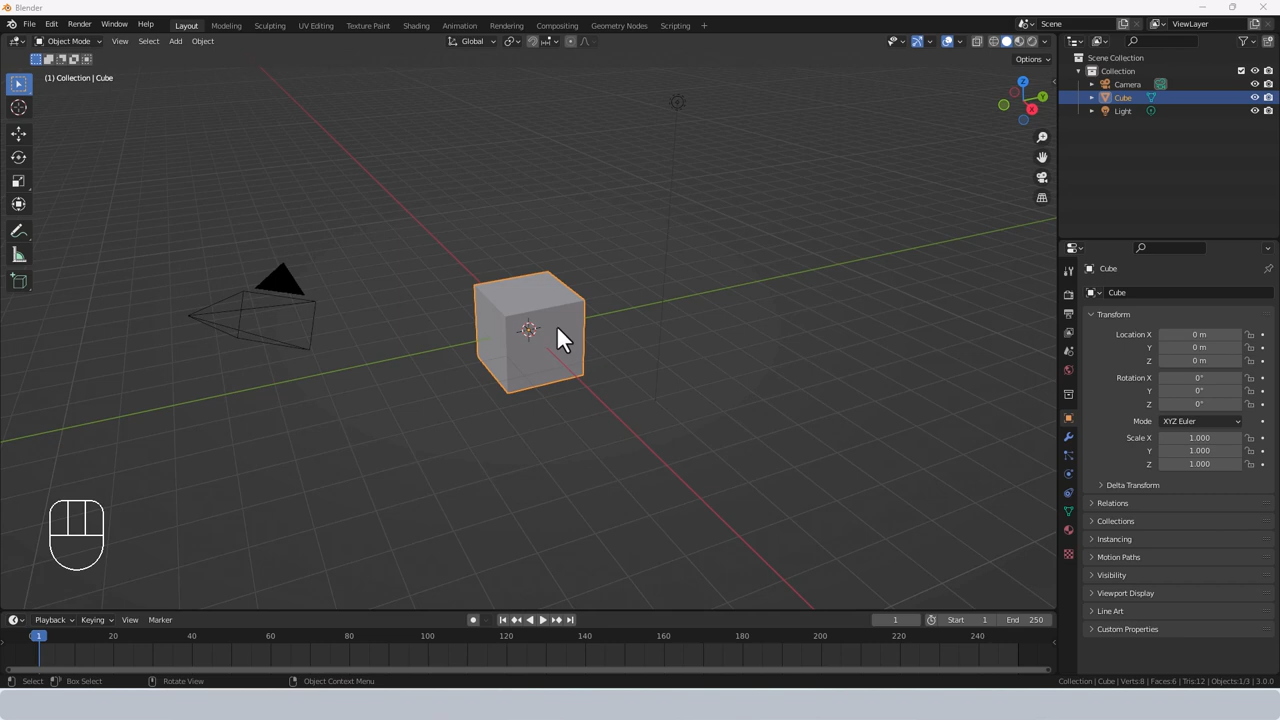 Blender
File Edit Render Window Help Layout Modeling Sculpting UV Editing Texture Paint Shading Animation Rendering Compositing Geometry Nodes Scripting + Scene ViewLayer
Object Mode View Select Add Object Global
Options
(1) Collection | Cube
Z
Y
X
Scene Collection
Collection
Camera
Cube
Light
Cube
Cube
Transform
Location X 0 m
Y 0 m
Z 0 m
Rotation X 0°
Y 0°
Z 0°
Mode XYZ Euler
Scale X 1.000
Y 1.000
Z 1.000
Delta Transform
Relations
Collections
Instancing
Motion Paths
Visibility
Viewport Display
Line Art
Custom Properties
Playback Keying View Marker 1 Start 1 End 250
1 20 40 60 80 100 120 140 160 180 200 220 240
Select Box Select Rotate View Object Context Menu Collection | Cube | Verts:8 | Faces:6 | Tris:12 | Objects:1/3 | 3.0.0